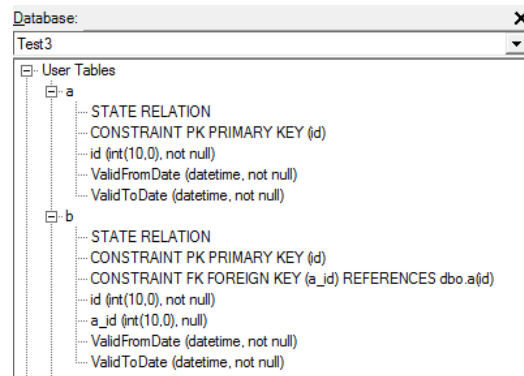 Database:
Test3
User Tables
a
STATE RELATION
CONSTRAINT PK PRIMARY KEY (id)
id (int(10,0), not null)
ValidFromDate (datetime, not null)
ValidToDate (datetime, not null)
b
STATE RELATION
CONSTRAINT PK PRIMARY KEY (id)
CONSTRAINT FK FOREIGN KEY (a_id) REFERENCES dbo.a(id)
id (int(10,0), not null)
a_id (int(10,0), null)
ValidFromDate (datetime, not null)
ValidToDate (datetime, not null)